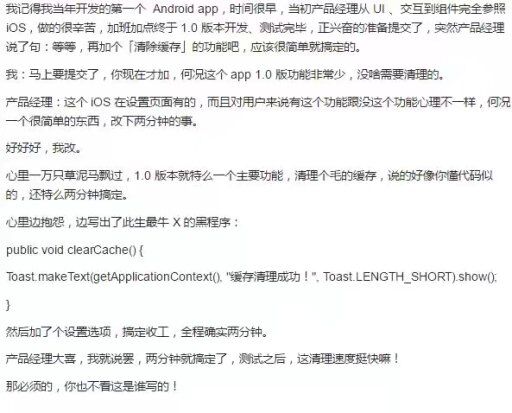 我记得我当年开发的第一个 Android app，时间很早，当初产品经理从 UI 、交互到组件完全参照
iOS，做的很辛苦，加班加点终于 1.0 版本开发、测试完毕，正兴奋的准备提交了，突然产品经
理说了句：等等，再加个「清除缓存」的功能吧，应该很简单就搞定的。
我：马上要提交了，你现在才加，何况这个 app 1.0 版功能非常少，没啥需要清理的。
产品经理：这个 iOS 在设置页面有的，而且对用户来说有这个功能跟没这个功能心理不一样，何况
一个很简单的东西，改下两分钟的事。
好好好，我改。
心里一万只草泥马飘过，1.0 版本就特么一个主要功能，清理个毛的缓存，说的好像你懂代码似
的，还特么两分钟搞定。
心里边抱怨，边写出了此生最牛 X 的黑程序：
public void clearCache() {
Toast.makeText(getApplicationContext(), "缓存清理成功！", Toast.LENGTH_SHORT).show();
}
然后加了个设置选项，搞定收工，全程确实两分钟。
产品经理大喜，我就说罢，两分钟就搞定了，测试之后，这清理速度挺快嘛！
那必须的，你也不看这是谁写的！